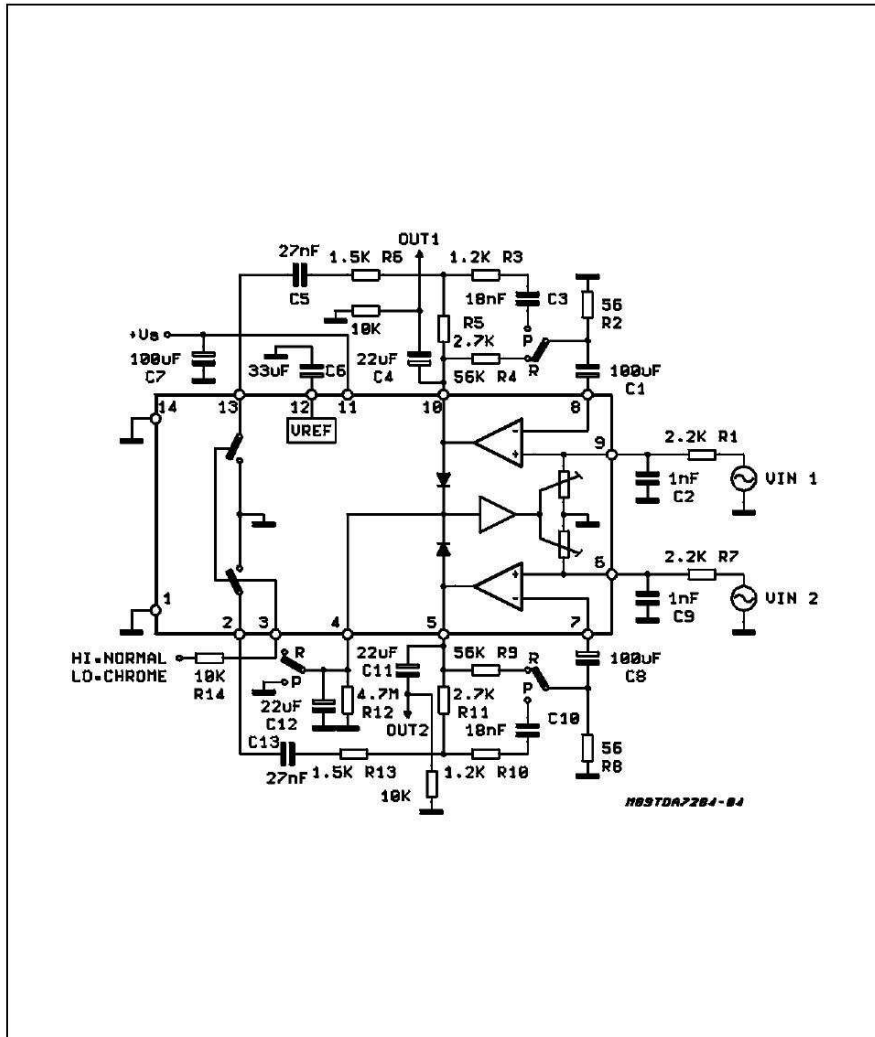 OUT1
27nF 1.5K R6 1.2K R3
C5 18nF C3 56
10K R5 R2
+Vs P
100uF 2.7K
C7 33uF C6 22uF 56K R4 R 100uF
C4 C1
14 13 12 11 10 8
VREF
9 2.2K R1
1nF VIN 1
C2
6 2.2K R7
1nF VIN 2
C9
1 2 3 4 5 7
HI=NORMAL R 22uF 56K R9 R 100uF
LO=CHROME 10K P C11 P C8
R14 22uF 4.7M 2.7K
C12 R12 R11 C10
C13 OUT2 18nF 56
27nF 1.5K R13 1.2K R10 R8
10K
M89TDA7284-04